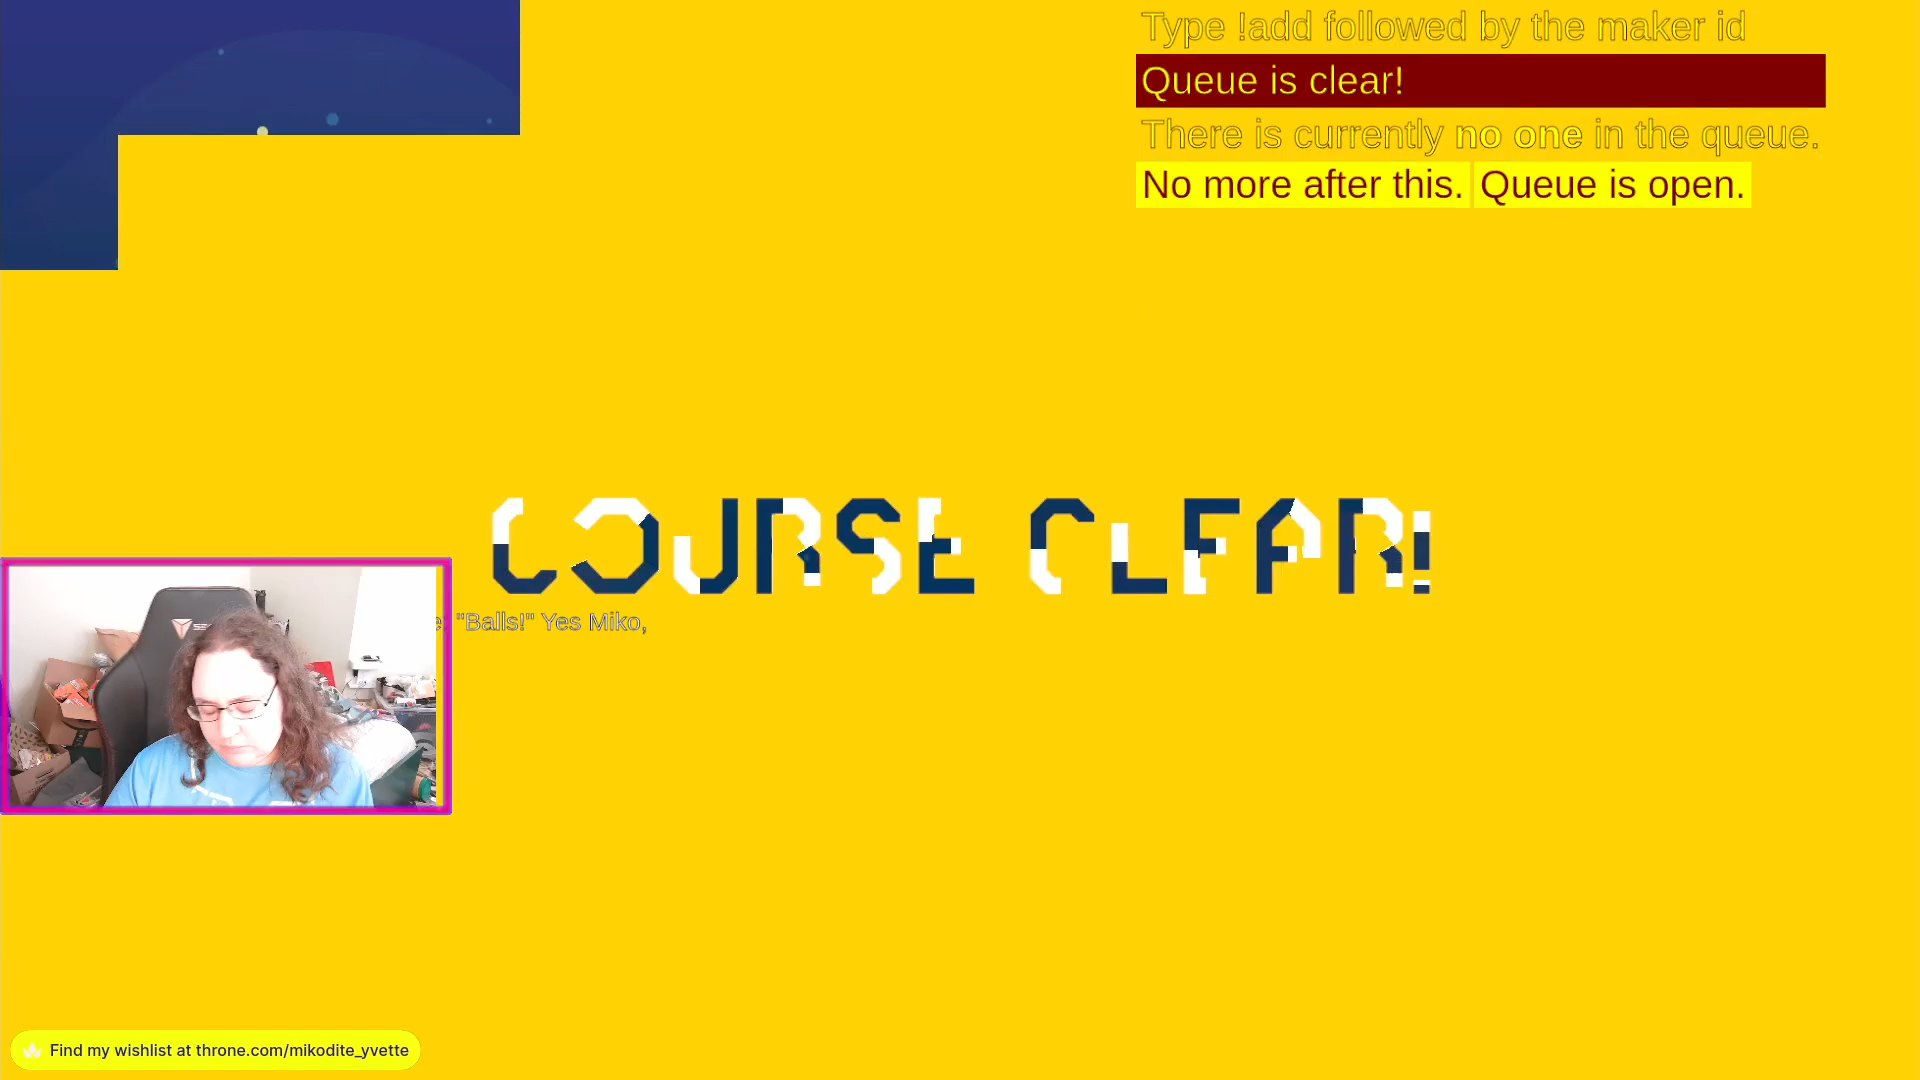 Type !add followed by the maker id
Queue is clear!
There is currently no one in the queue.
No more after this. Queue is open.
COURSE CLEAR!
"Balls!" Yes Miko,
Find my wishlist at throne.com/mikodite_yvette